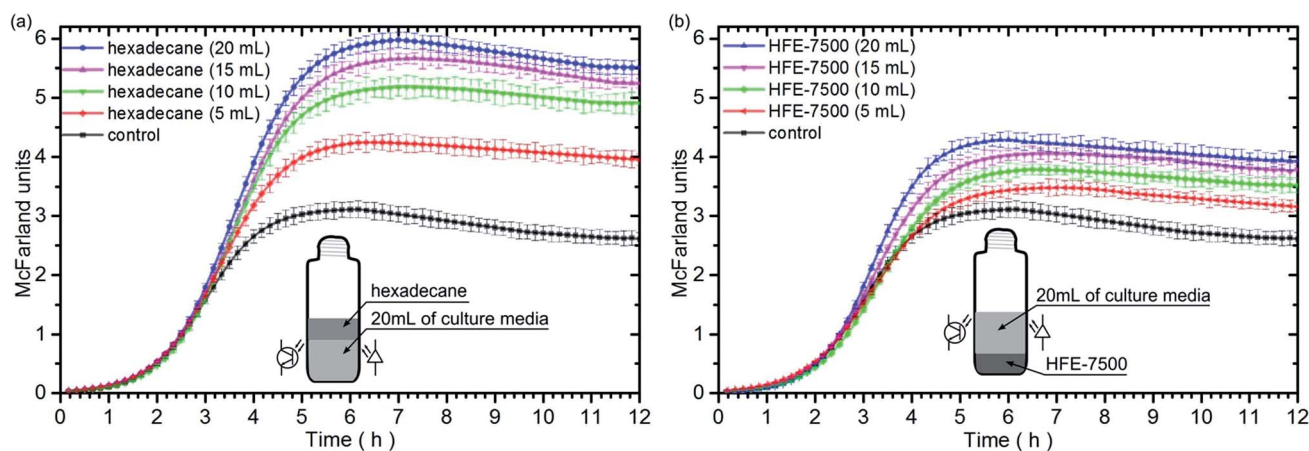 (a)
6
5
4
3
2
1
0
McFarland units
hexadecane (20 mL)
hexadecane (15 mL)
hexadecane (10 mL)
hexadecane (5 mL)
control
hexadecane
20mL of culture media
0 1 2 3 4 5 6 7 8 9 10 11 12
Time ( h )
(b)
6
5
4
3
2
1
0
McFarland units
HFE-7500 (20 mL)
HFE-7500 (15 mL)
HFE-7500 (10 mL)
HFE-7500 (5 mL)
control
20mL of culture media
HFE-7500
0 1 2 3 4 5 6 7 8 9 10 11 12
Time ( h )